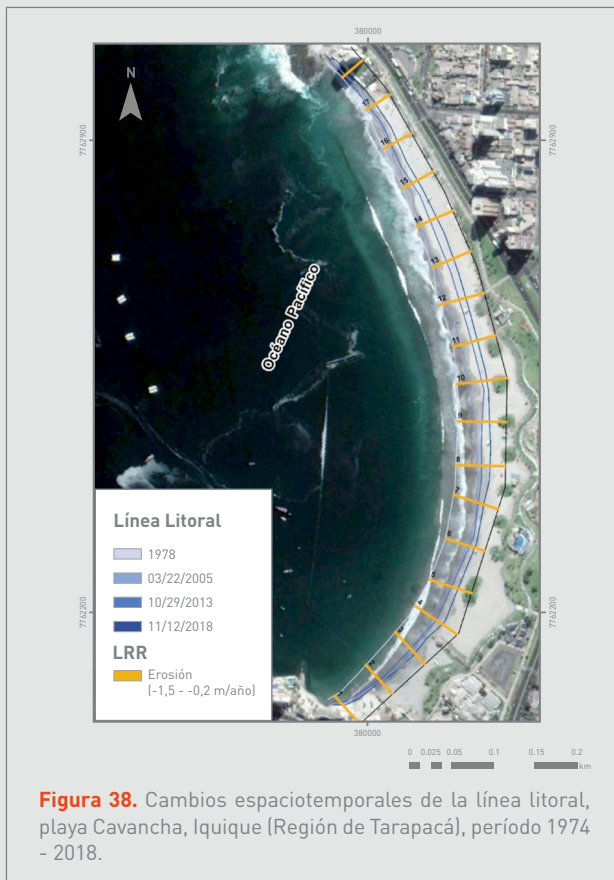 380000
N
7762900
7762900
17
16
15
14
13
12
11
10
9
8
7
6
5
4
3
2
1
Océano Pacífico
7762200
7762200
Línea Litoral
1978
03/22/2005
10/29/2013
11/12/2018
LRR
Erosión
(-1,5 - -0,2 m/año)
380000
0 0.025 0.05 0.1 0.15 0.2
km
Figura 38. Cambios espaciotemporales de la línea litoral,
playa Cavancha, Iquique (Región de Tarapacá), período 1974
- 2018.